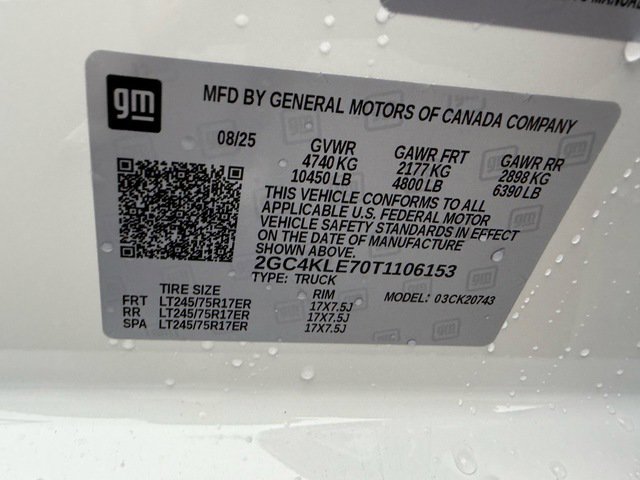 gm
MFD BY GENERAL MOTORS OF CANADA COMPANY
08/25 GVWR GAWR FRT GAWR RR
4740 KG 2177 KG 2898 KG
10450 LB 4800 LB 6390 LB
THIS VEHICLE CONFORMS TO ALL
APPLICABLE U.S. FEDERAL MOTOR
VEHICLE SAFETY STANDARDS IN EFFECT
ON THE DATE OF MANUFACTURE
SHOWN ABOVE.
2GC4KLE70T1106153
TYPE: TRUCK
TIRE SIZE RIM MODEL: 03CK20743
FRT LT245/75R17ER 17X7.5J
RR LT245/75R17ER 17X7.5J
SPA LT245/75R17ER 17X7.5J